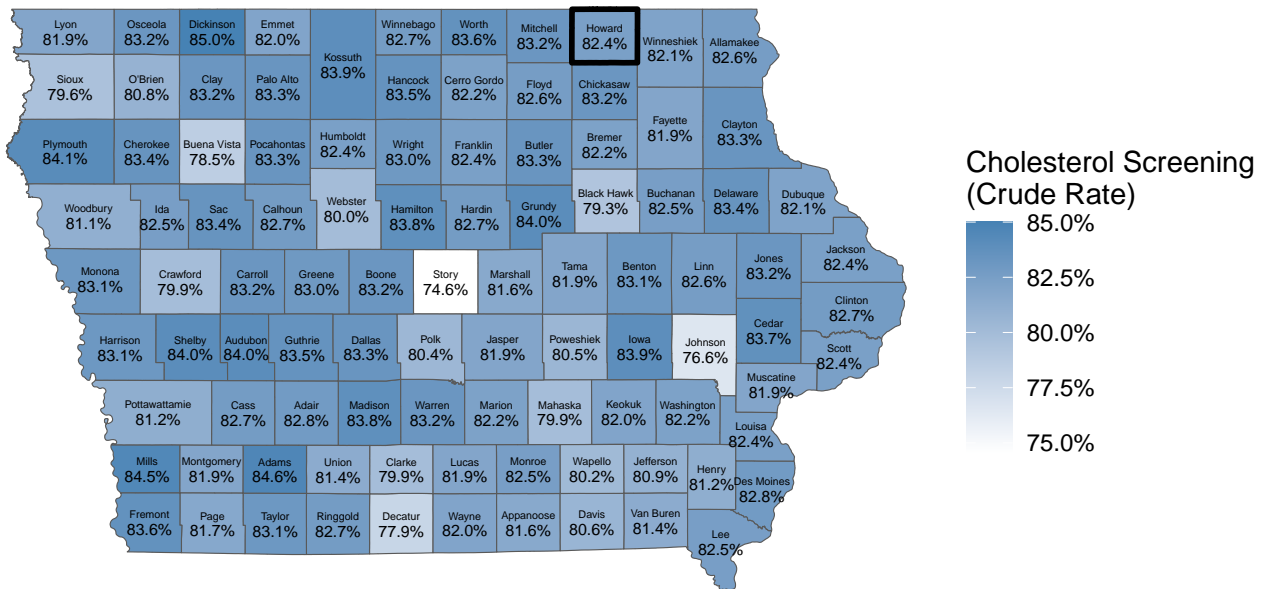 Lyon
81.9%
Osceola
83.2%
Dickinson
85.0%
Emmet
82.0%
Kossuth
83.9%
Winnebago
82.7%
Worth
83.6%
Mitchell
83.2%
Howard
82.4%
Winneshiek
82.1%
Allamakee
82.6%
Sioux
79.6%
O'Brien
80.8%
Clay
83.2%
Palo Alto
83.3%
Hancock
83.5%
Cerro Gordo
82.2%
Floyd
82.6%
Chickasaw
83.2%
Fayette
81.9%
Clayton
83.3%
Plymouth
84.1%
Cherokee
83.4%
Buena Vista
78.5%
Pocahontas
83.3%
Humboldt
82.4%
Wright
83.0%
Franklin
82.4%
Butler
83.3%
Bremer
82.2%
Woodbury
81.1%
Ida
82.5%
Sac
83.4%
Calhoun
82.7%
Webster
80.0%
Hamilton
83.8%
Hardin
82.7%
Grundy
84.0%
Black Hawk
79.3%
Buchanan
82.5%
Delaware
83.4%
Dubuque
82.1%
Monona
83.1%
Crawford
79.9%
Carroll
83.2%
Greene
83.0%
Boone
83.2%
Story
74.6%
Marshall
81.6%
Tama
81.9%
Benton
83.1%
Linn
82.6%
Jones
83.2%
Jackson
82.4%
Clinton
82.7%
Harrison
83.1%
Shelby
84.0%
Audubon
84.0%
Guthrie
83.5%
Dallas
83.3%
Polk
80.4%
Jasper
81.9%
Poweshiek
80.5%
Iowa
83.9%
Johnson
76.6%
Cedar
83.7%
Scott
82.4%
Muscatine
81.9%
Pottawattamie
81.2%
Cass
82.7%
Adair
82.8%
Madison
83.8%
Warren
83.2%
Marion
82.2%
Mahaska
79.9%
Keokuk
82.0%
Washington
82.2%
Louisa
82.4%
Mills
84.5%
Montgomery
81.9%
Adams
84.6%
Union
81.4%
Clarke
79.9%
Lucas
81.9%
Monroe
82.5%
Wapello
80.2%
Jefferson
80.9%
Henry
81.2%
Des Moines
82.8%
Fremont
83.6%
Page
81.7%
Taylor
83.1%
Ringgold
82.7%
Decatur
77.9%
Wayne
82.0%
Appanoose
81.6%
Davis
80.6%
Van Buren
81.4%
Lee
82.5%
Cholesterol Screening
(Crude Rate)
85.0%
82.5%
80.0%
77.5%
75.0%